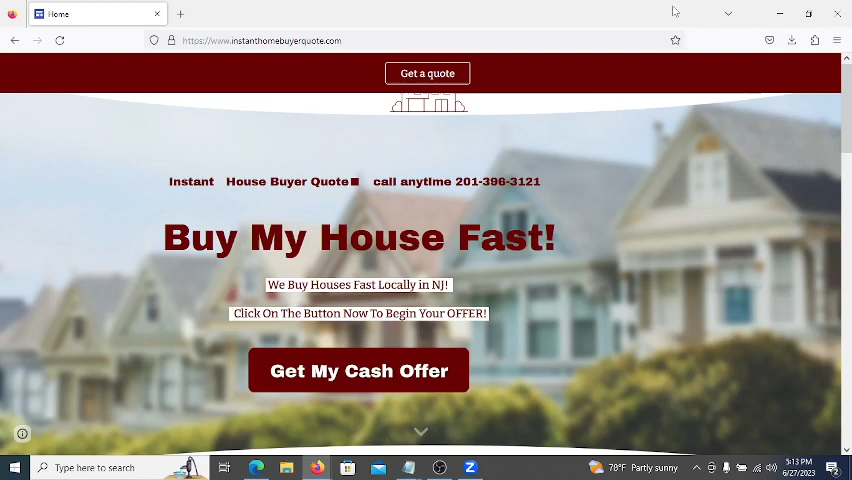 Home
https://www.instanthomebuyerquote.com
Get a quote
Instant House Buyer Quote■ call anytime 201-396-3121
Buy My House Fast!
We Buy Houses Fast Locally in NJ!
Click On The Button Now To Begin Your OFFER!
Get My Cash Offer
Type here to search
78°F Partly sunny
5:13 PM
6/27/2023
2